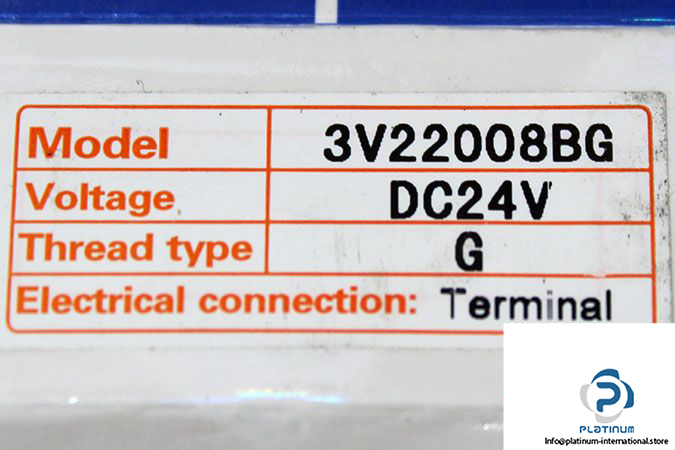 Model 3V22008BG
Voltage DC24V
Thread type G
Electrical connection: Terminal
PLATINUM
Info@platinum-international.store